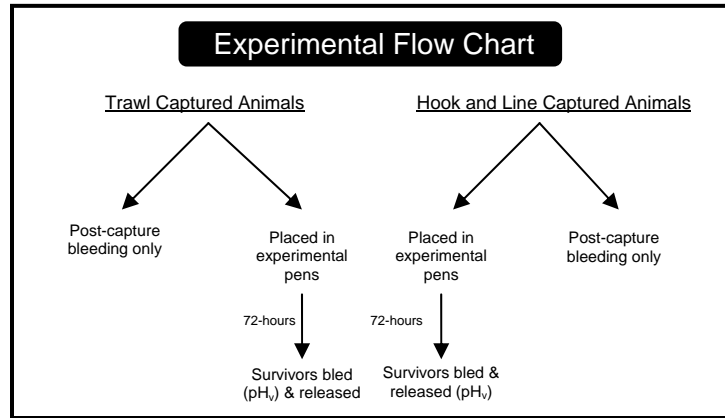 Experimental Flow Chart
Trawl Captured Animals
Hook and Line Captured Animals
Post-capture
bleeding only
Placed in
experimental
pens
Placed in
experimental
pens
Post-capture
bleeding only
72-hours
72-hours
Survivors bled
(pHᵥ) & released
Survivors bled &
released (pHᵥ)